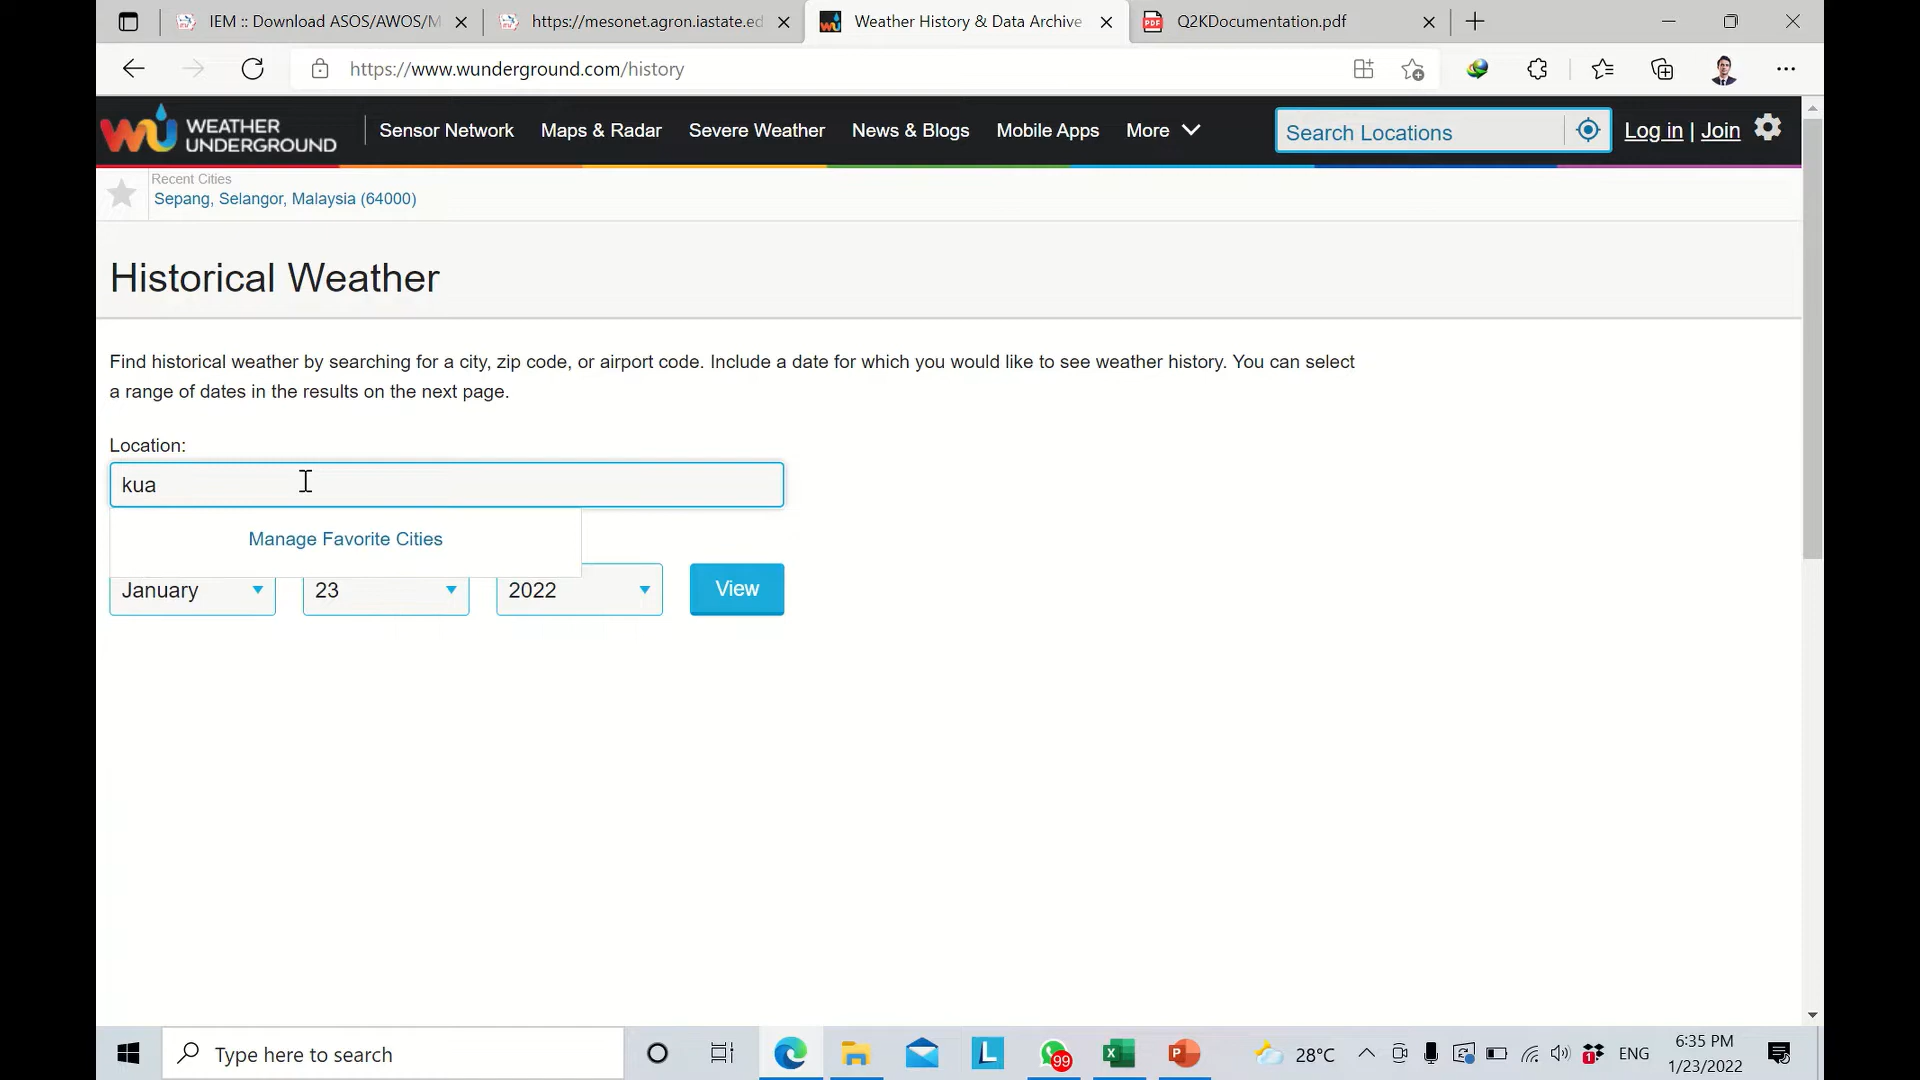 IEM :: Download ASOS/AWOS/M
https://mesonet.agron.iastate.ed
Weather History & Data Archive
Q2KDocumentation.pdf
https://www.wunderground.com/history
WEATHER UNDERGROUND
Sensor Network
Maps & Radar
Severe Weather
News & Blogs
Mobile Apps
More
Search Locations
Log in | Join
Recent Cities
Sepang, Selangor, Malaysia (64000)
Historical Weather
Find historical weather by searching for a city, zip code, or airport code. Include a date for which you would like to see weather history. You can select
a range of dates in the results on the next page.
Location:
kua
Manage Favorite Cities
January
23
2022
View
Type here to search
99
28°C
1
ENG
6:35 PM
1/23/2022